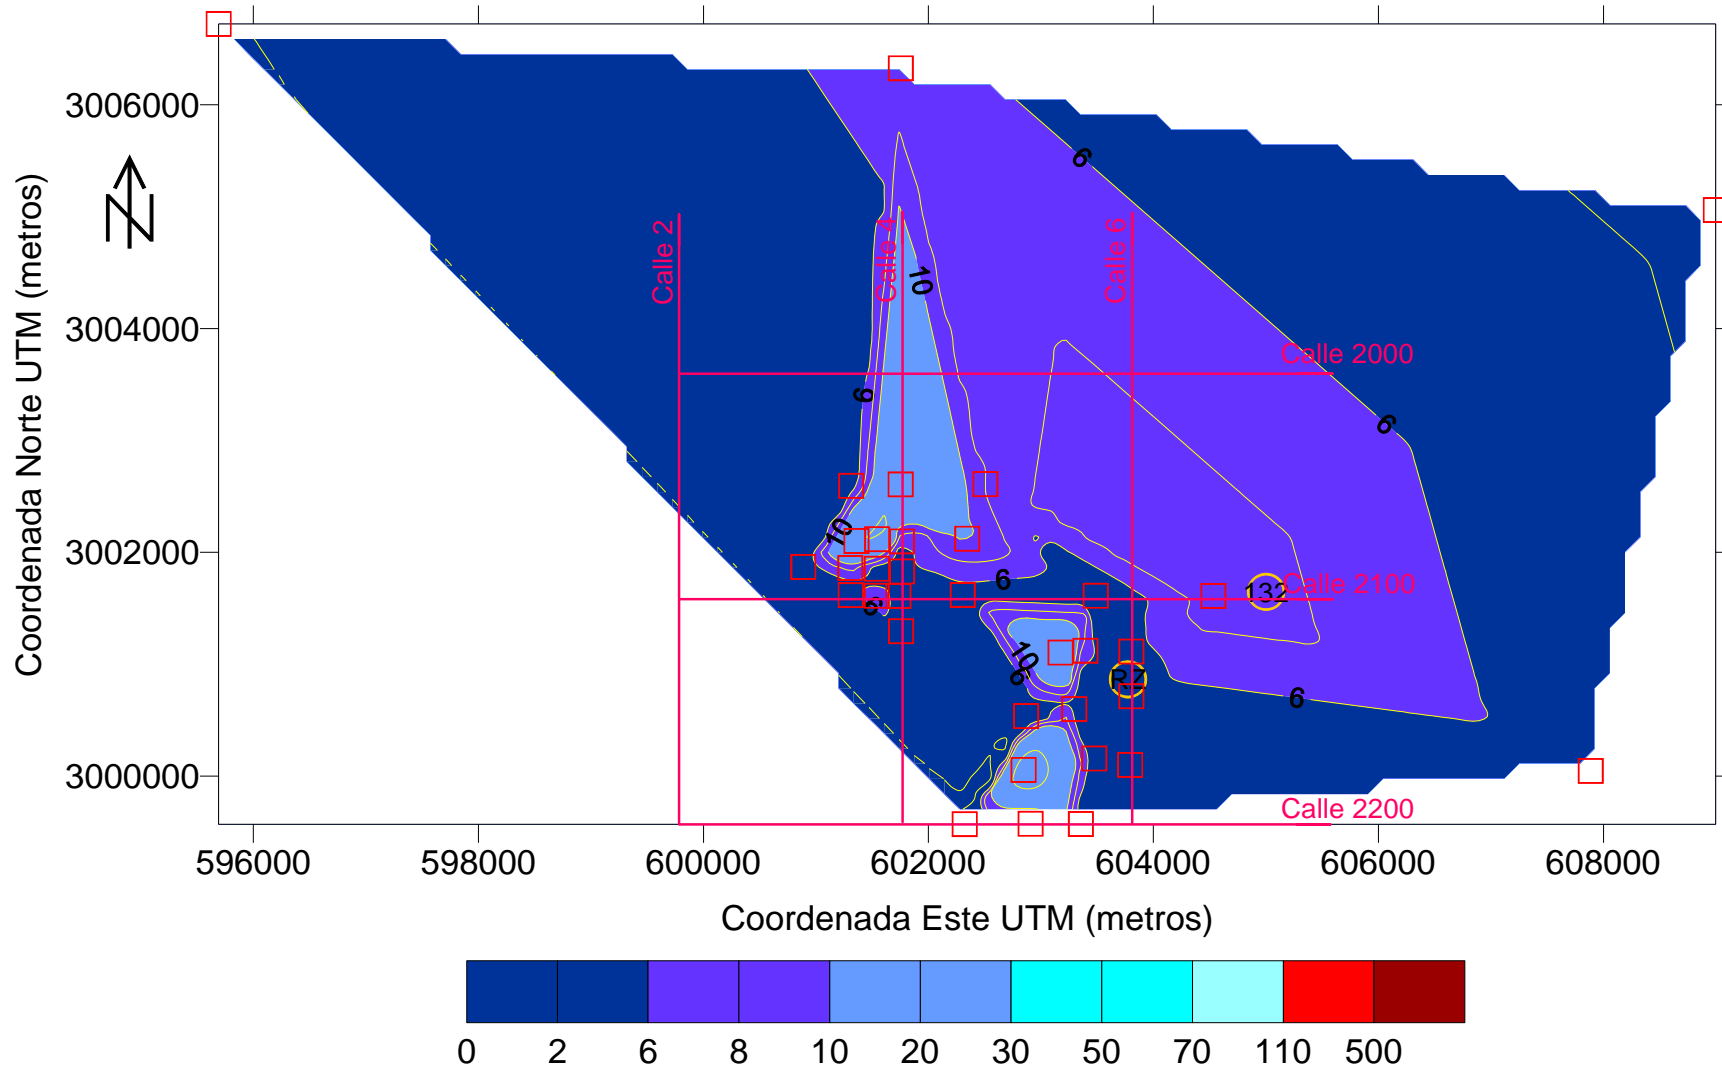 3006000
3004000
3002000
3000000
Coordenada Norte UTM (metros)
N
Calle 2
Calle 4
Calle 6
6
10
6
6
Calle 2000
10
6
132
Calle 2100
6
10
6
R7
6
Calle 2200
596000 598000 600000 602000 604000 606000 608000
Coordenada Este UTM (metros)
0 2 6 8 10 20 30 50 70 110 500